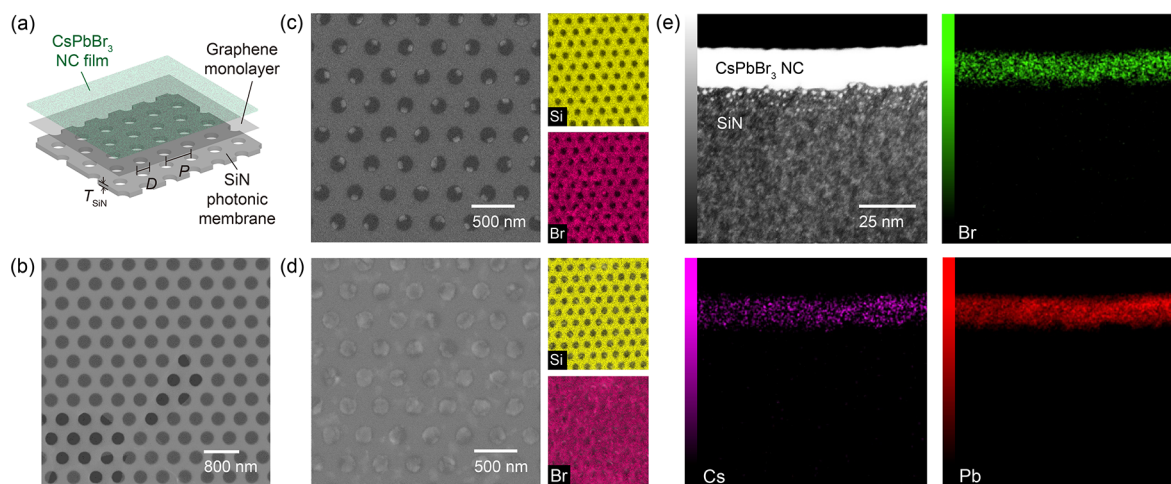 (a)
CsPbBr₃
NC film
Graphene
monolayer
P
D
T_SiN
SiN
photonic
membrane
(b)
800 nm
(c)
500 nm
Si
Br
(d)
500 nm
Si
Br
(e)
CsPbBr₃ NC
SiN
25 nm
Br
Cs
Pb